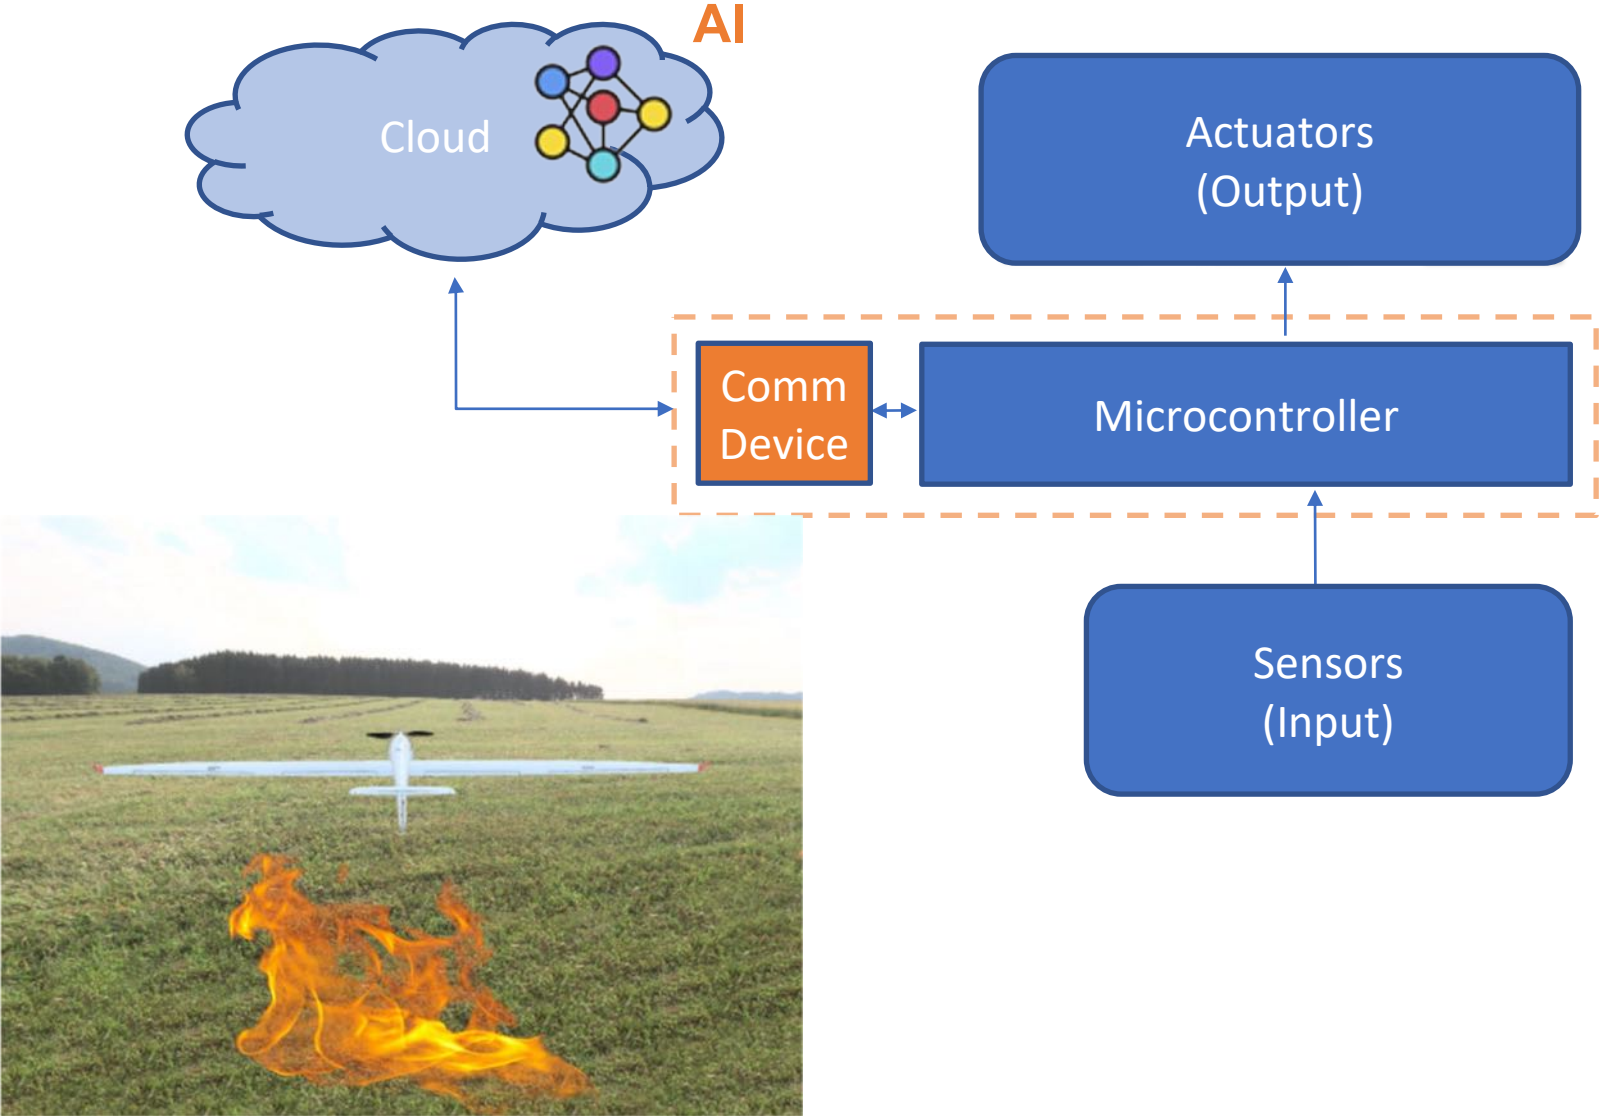 AI
Cloud
Actuators
(Output)
Comm
Device
Microcontroller
Sensors
(Input)